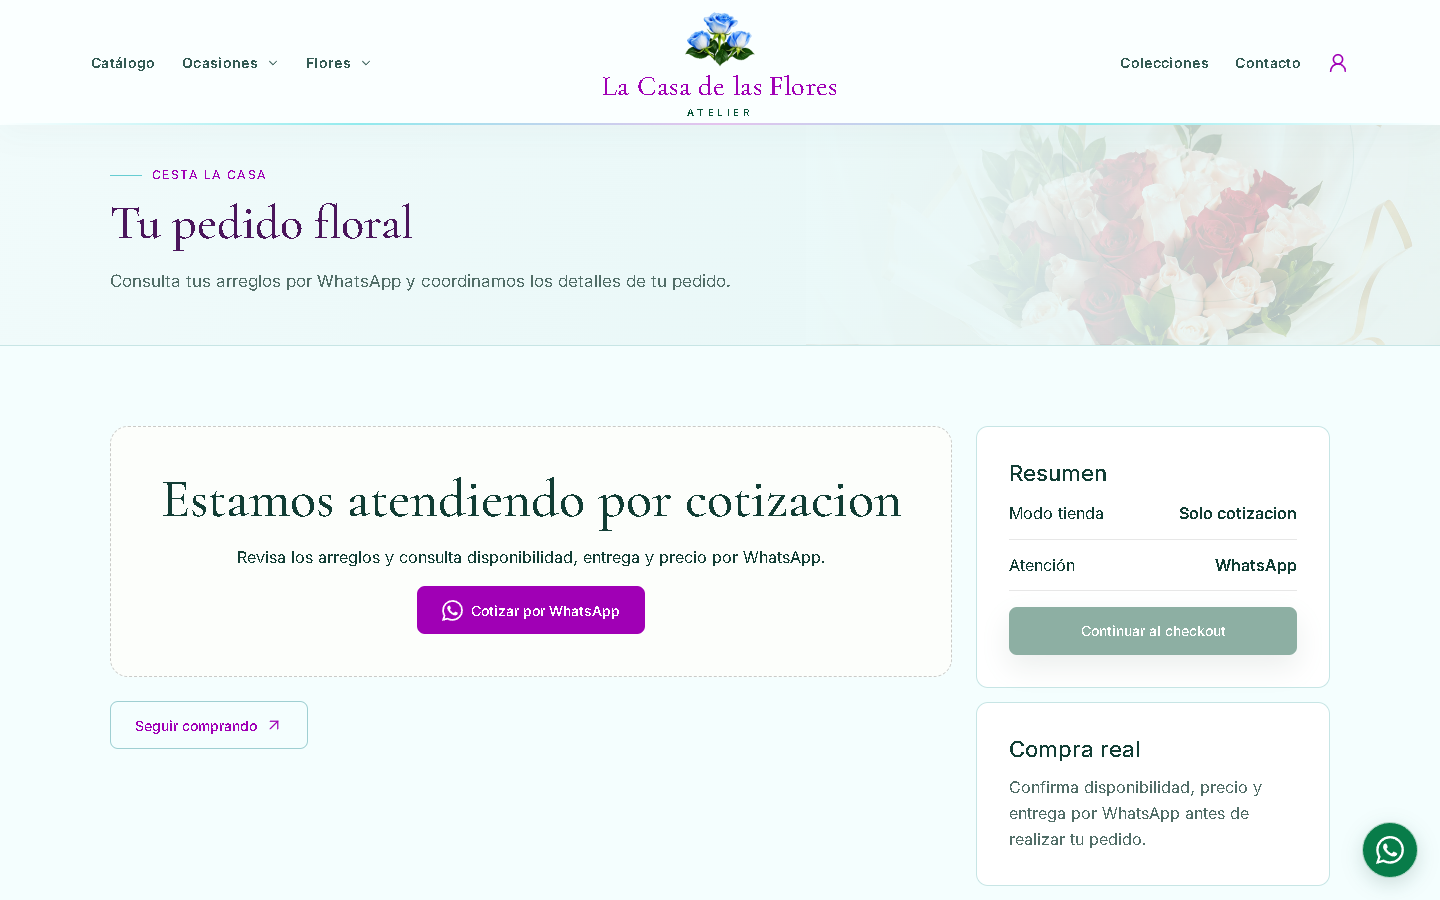 Catálogo
Ocasiones
Flores
La Casa de las Flores
ATELIER
Colecciones
Contacto
CESTA LA CASA
Tu pedido floral
Consulta tus arreglos por WhatsApp y coordinamos los detalles de tu pedido.
Estamos atendiendo por cotizacion
Revisa los arreglos y consulta disponibilidad, entrega y precio por WhatsApp.
Cotizar por WhatsApp
Seguir comprando
Resumen
Modo tienda Solo cotizacion
Atención WhatsApp
Continuar al checkout
Compra real
Confirma disponibilidad, precio y
entrega por WhatsApp antes de
realizar tu pedido.